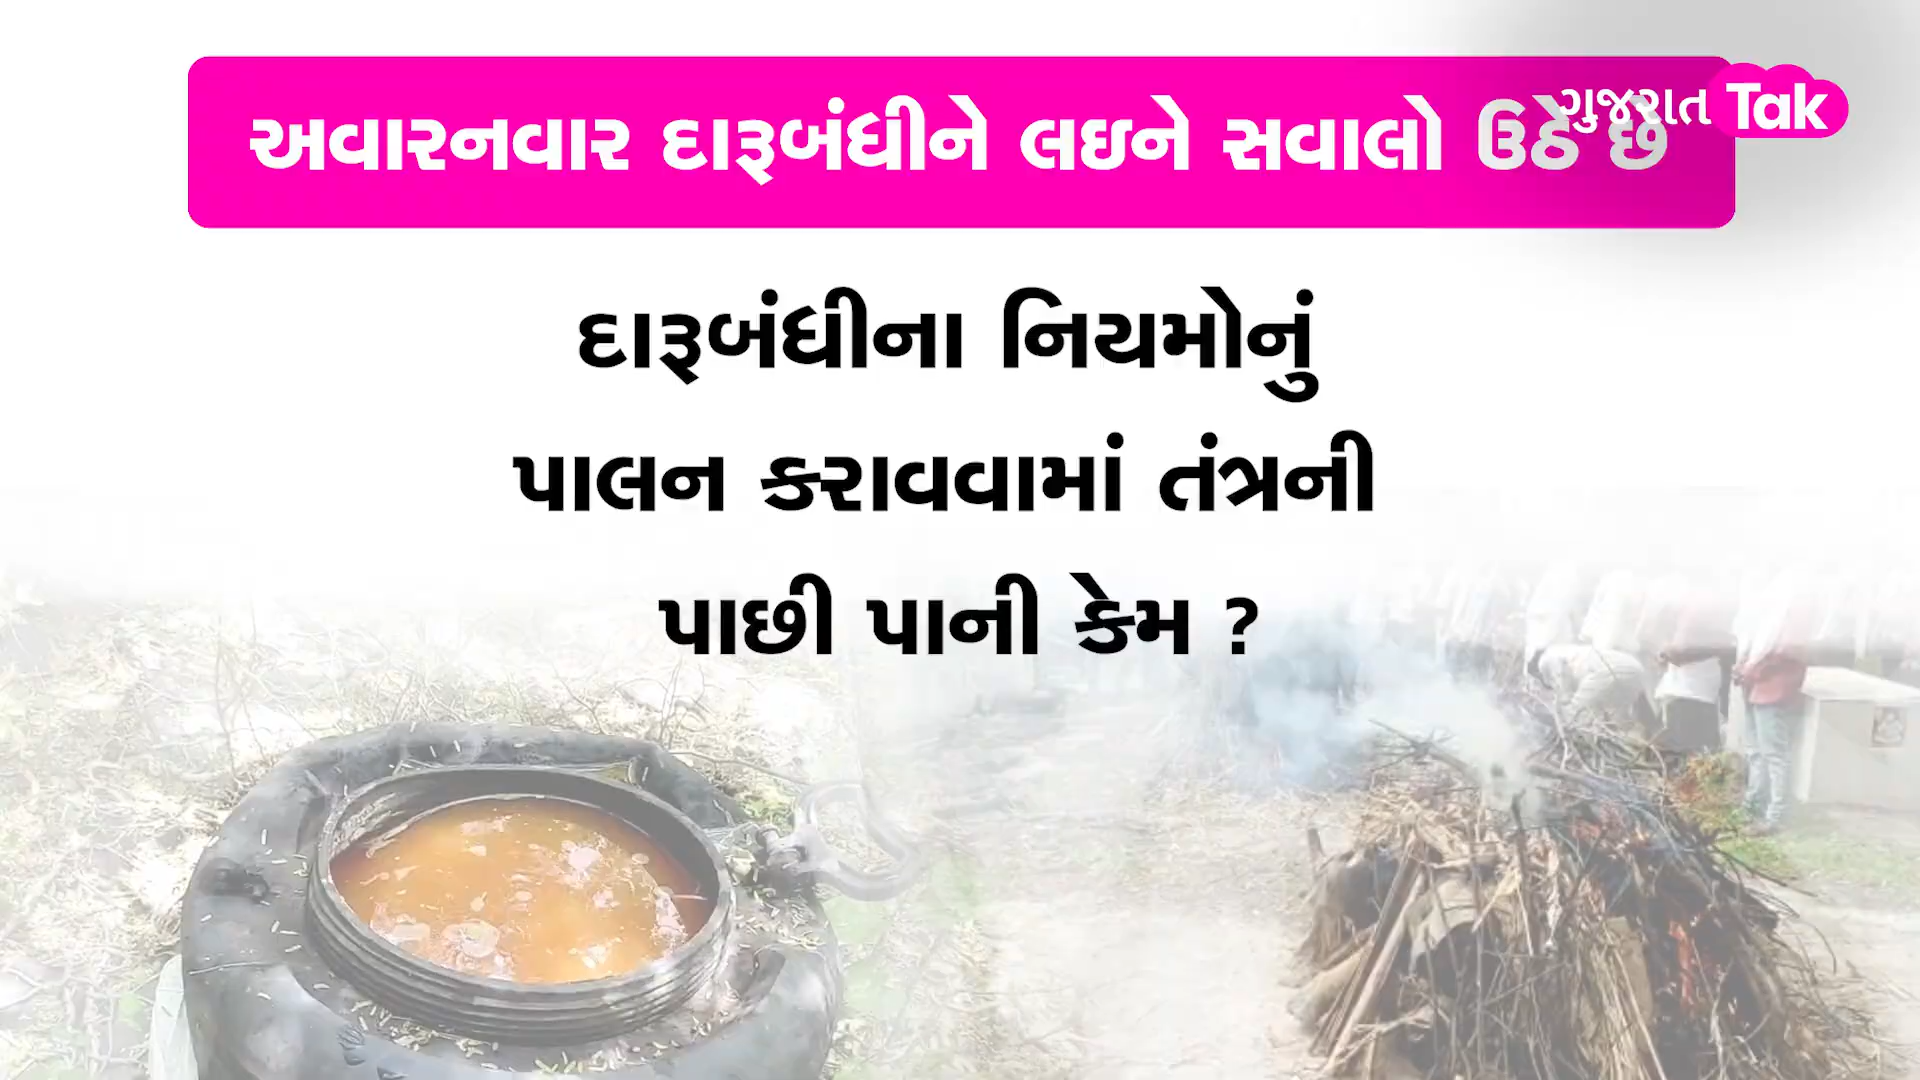 અવારનવાર દારૂબંધીને લઇને સવાલો ઉઠે છે
ગુજરાત Tak
દારૂબંધીના નિયમોનું
પાલન કરાવવામાં તંત્રની
પાછી પાની કેમ ?